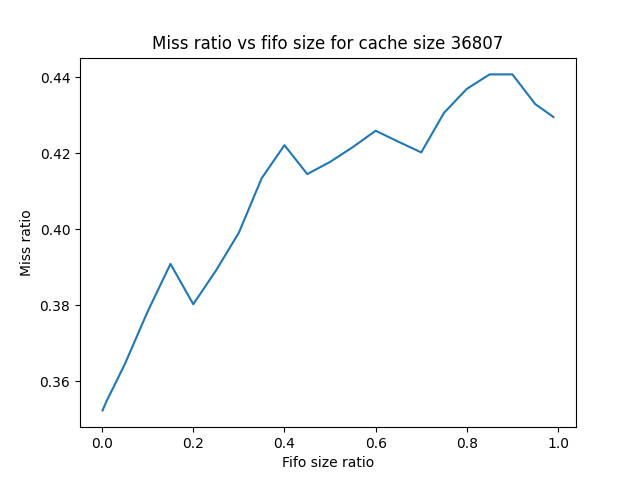 Miss ratio vs fifo size for cache size 36807
0.44
0.42
0.40
0.38
0.36
Miss ratio
0.0 0.2 0.4 0.6 0.8 1.0
Fifo size ratio